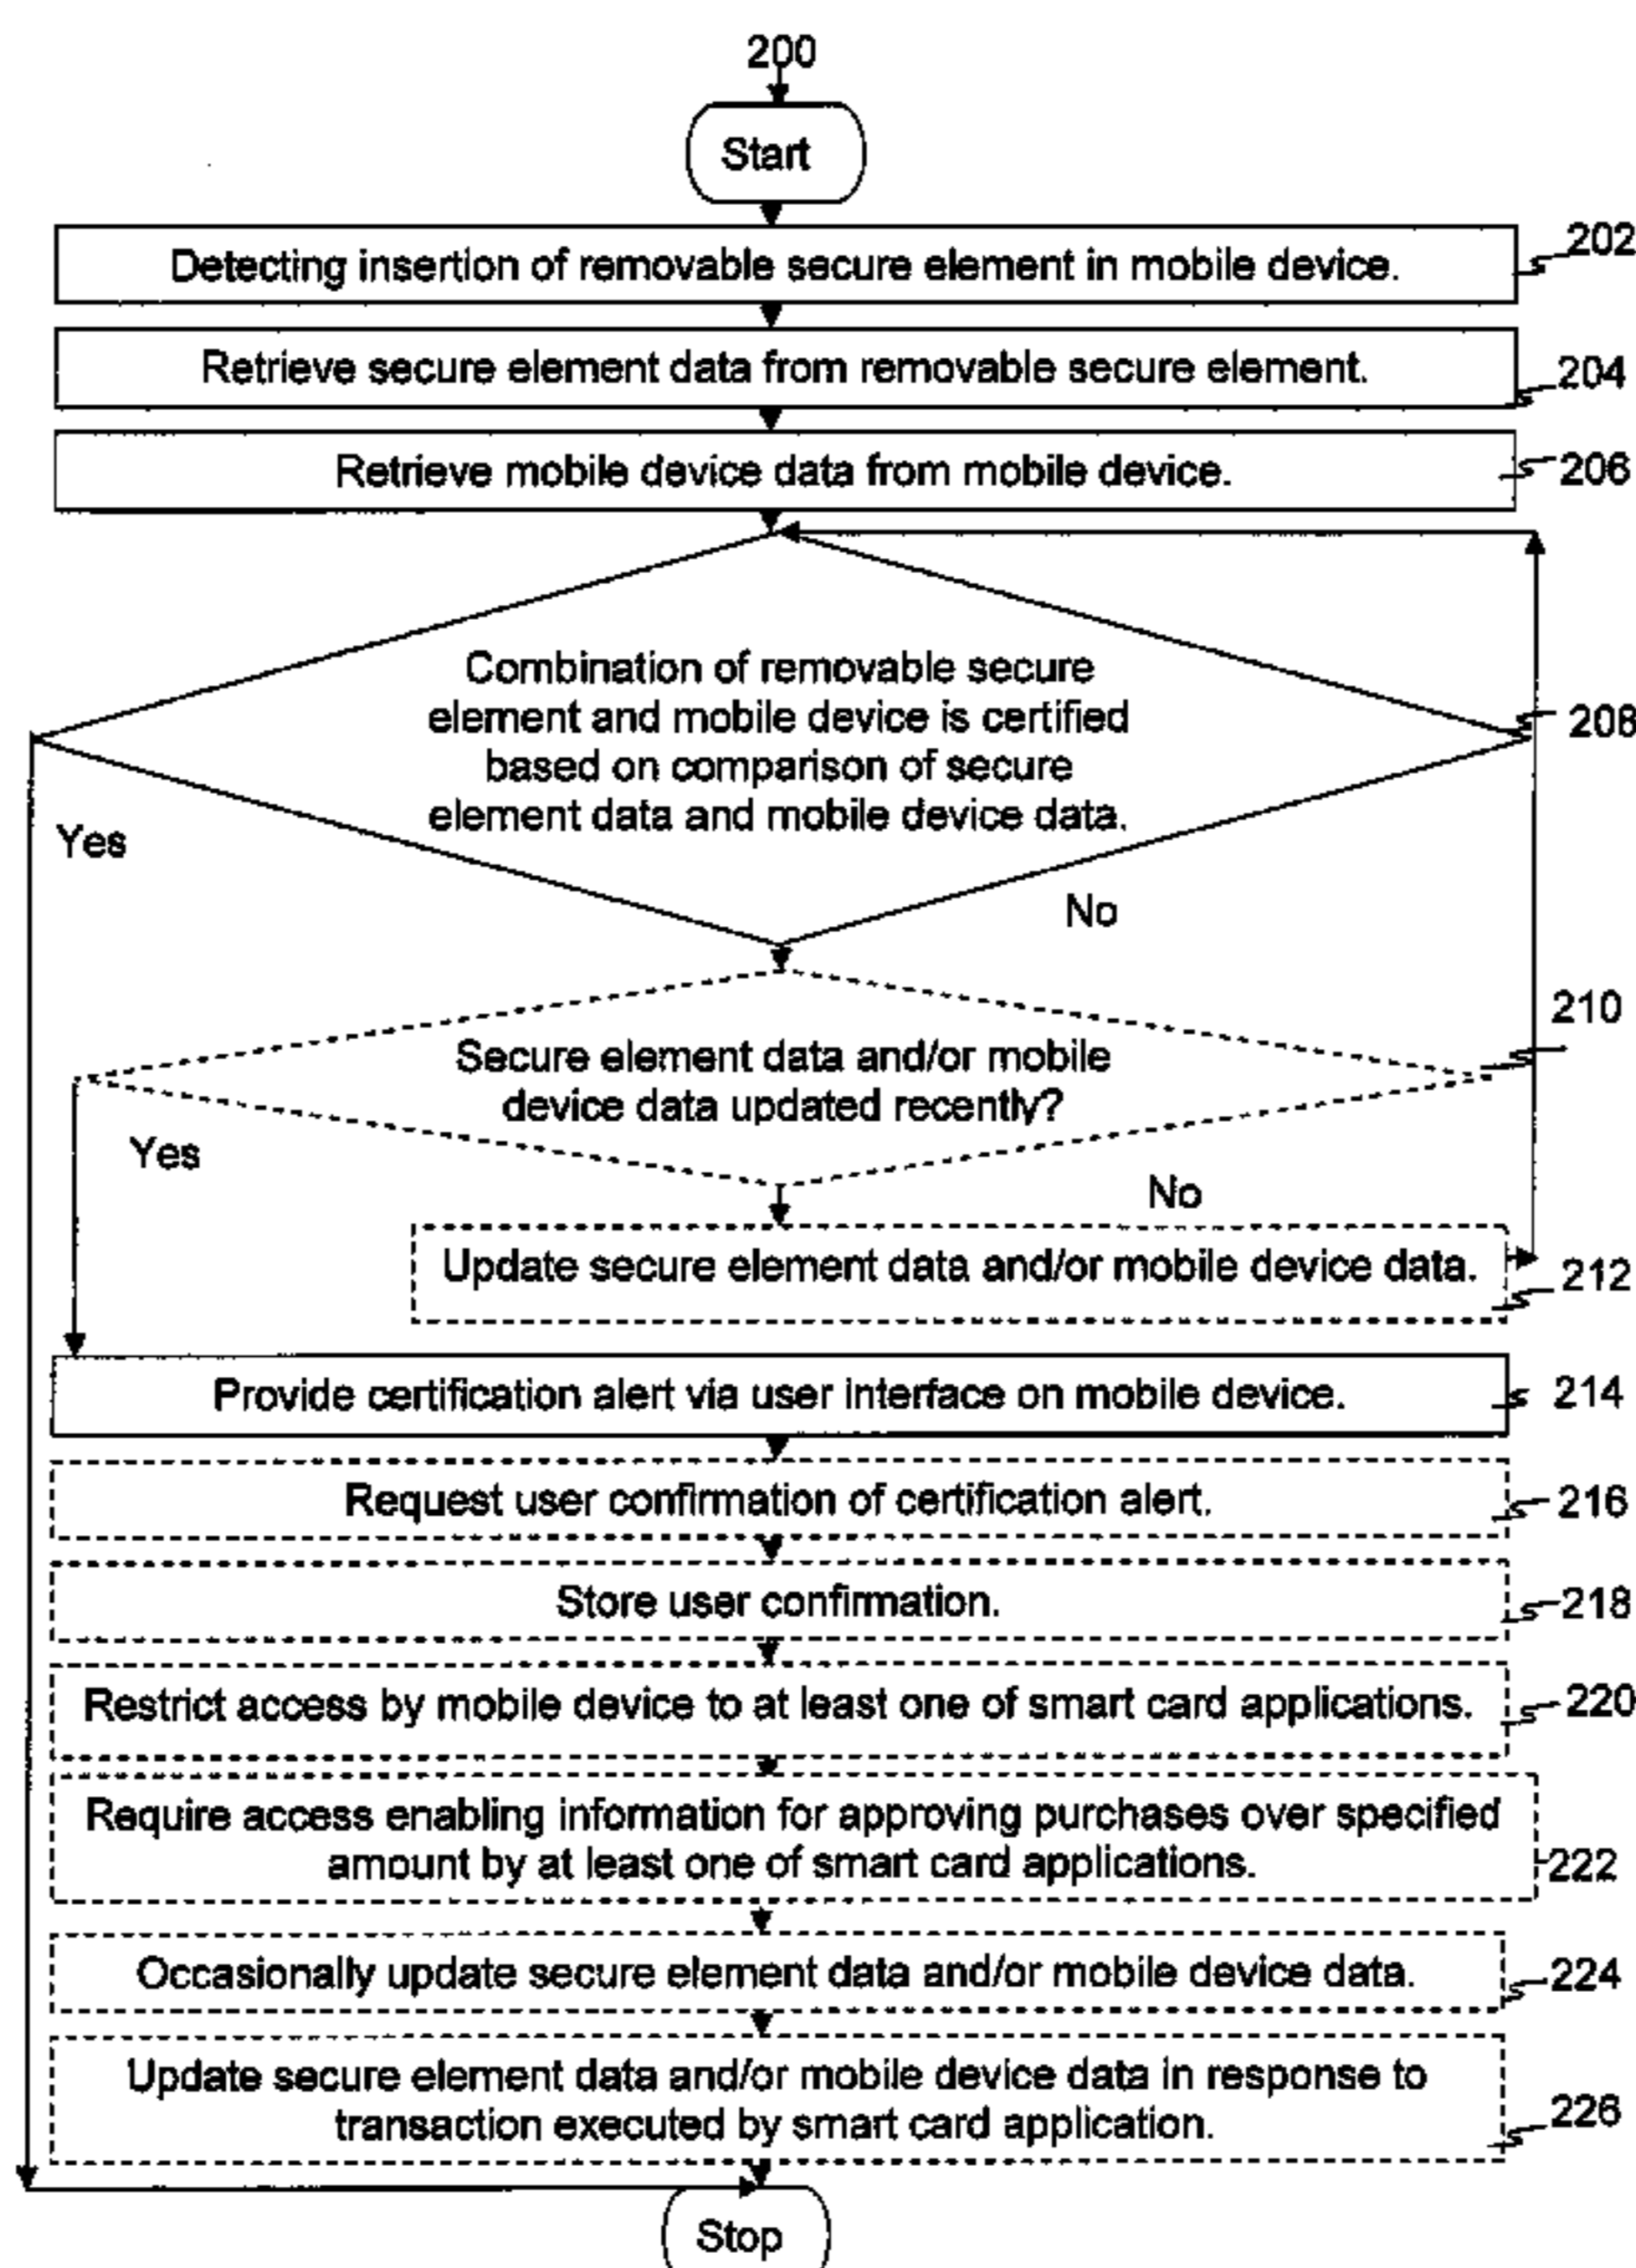 200
Start
Detecting insertion of removable secure element in mobile device.
202
Retrieve secure element data from removable secure element.
204
Retrieve mobile device data from mobile device.
206
Combination of removable secure
element and mobile device is certified
based on comparison of secure
element data and mobile device data.
208
Yes
No
Secure element data and/or mobile
device data updated recently?
210
Yes
No
Update secure element data and/or mobile device data.
212
Provide certification alert via user interface on mobile device.
214
Request user confirmation of certification alert.
216
Store user confirmation.
218
Restrict access by mobile device to at least one of smart card applications.
220
Require access enabling information for approving purchases over specified
amount by at least one of smart card applications.
222
Occasionally update secure element data and/or mobile device data.
224
Update secure element data and/or mobile device data in response to
transaction executed by smart card application.
226
Stop